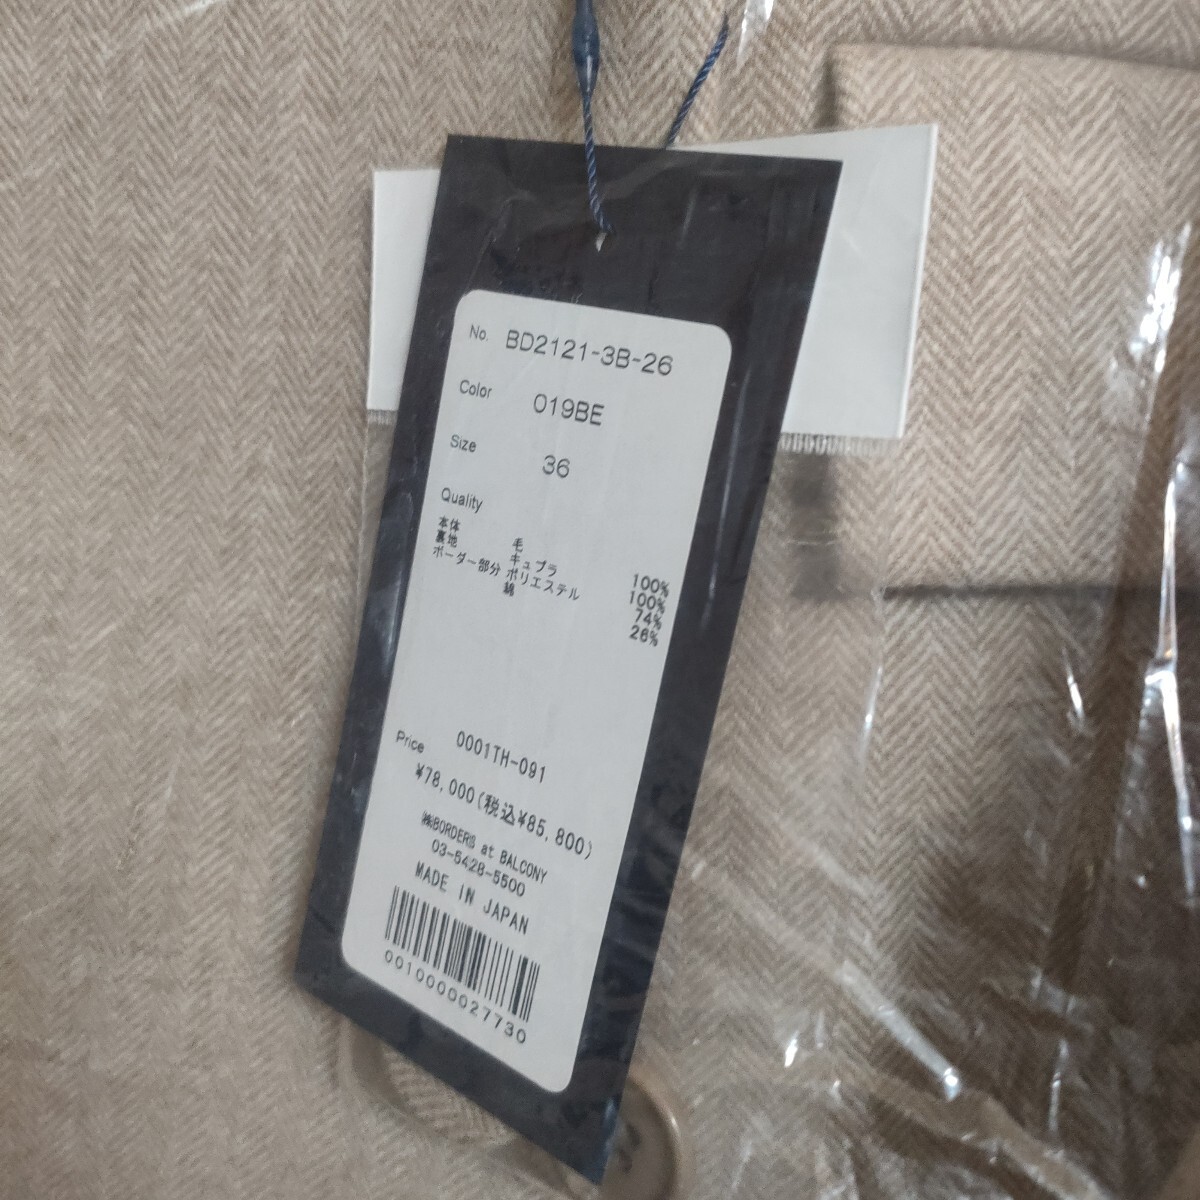 No. BD2121-3B-26
Color 019BE
Size 36
Quality
本体 毛 100%
裏地 キュプラ 100%
ボーダー部分 ポリエステル 74%
綿 26%
0001TH-091
Price ¥78,000(税込¥85,800)
㈱BORDERS at BALCONY
03-5428-5500
MADE IN JAPAN
0010000027730